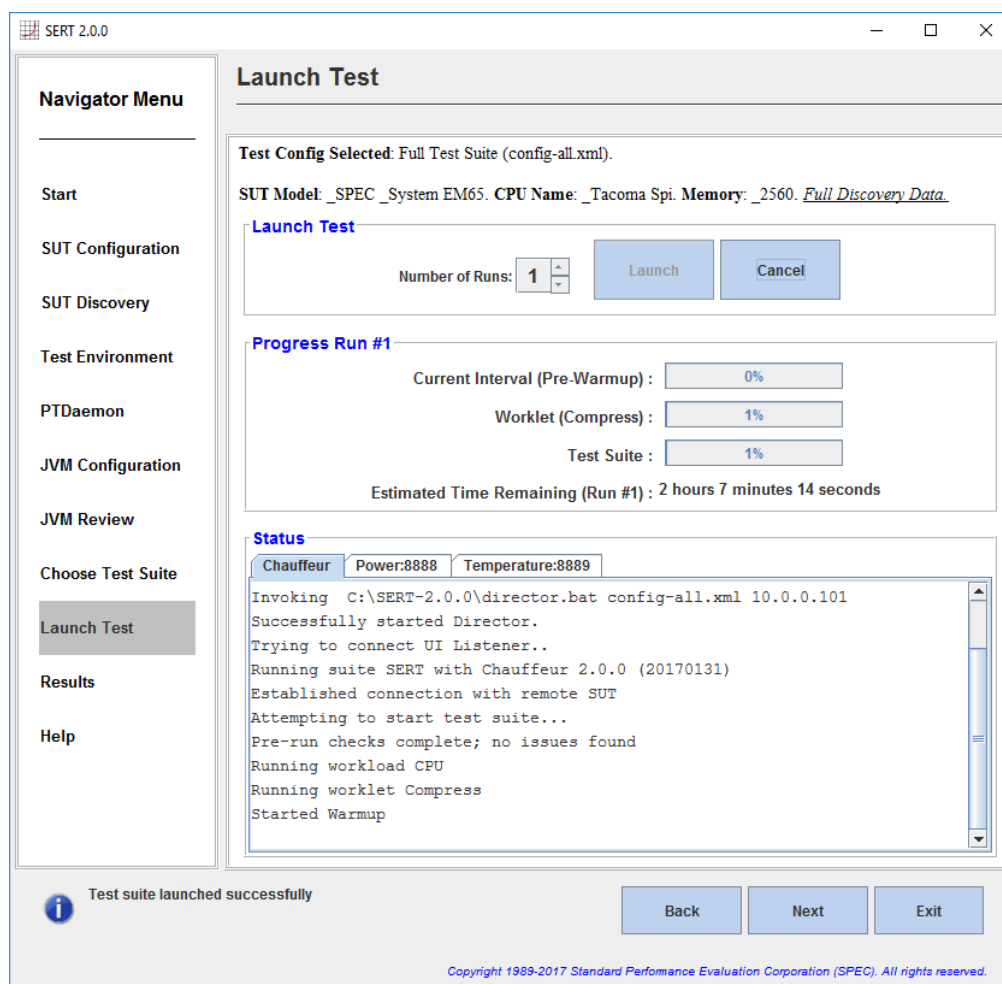 SERT 2.0.0
Navigator Menu
Start
SUT Configuration
SUT Discovery
Test Environment
PTDaemon
JVM Configuration
JVM Review
Choose Test Suite
Launch Test
Results
Help
Launch Test
Test Config Selected: Full Test Suite (config-all.xml).
SUT Model: _SPEC _System EM65. CPU Name: _Tacoma Spi. Memory: _2560. Full Discovery Data.
Launch Test
Number of Runs: 1 Launch Cancel
Progress Run #1
Current Interval (Pre-Warmup) : 0%
Worklet (Compress) : 1%
Test Suite : 1%
Estimated Time Remaining (Run #1) : 2 hours 7 minutes 14 seconds
Status
Chauffeur Power:8888 Temperature:8889
Invoking C:\SERT-2.0.0\director.bat config-all.xml 10.0.0.101
Successfully started Director.
Trying to connect UI Listener..
Running suite SERT with Chauffeur 2.0.0 (20170131)
Established connection with remote SUT
Attempting to start test suite...
Pre-run checks complete; no issues found
Running workload CPU
Running worklet Compress
Started Warmup
Test suite launched successfully
Back Next Exit
Copyright 1989-2017 Standard Perfomance Evaluation Corporation (SPEC). All rights reserved.